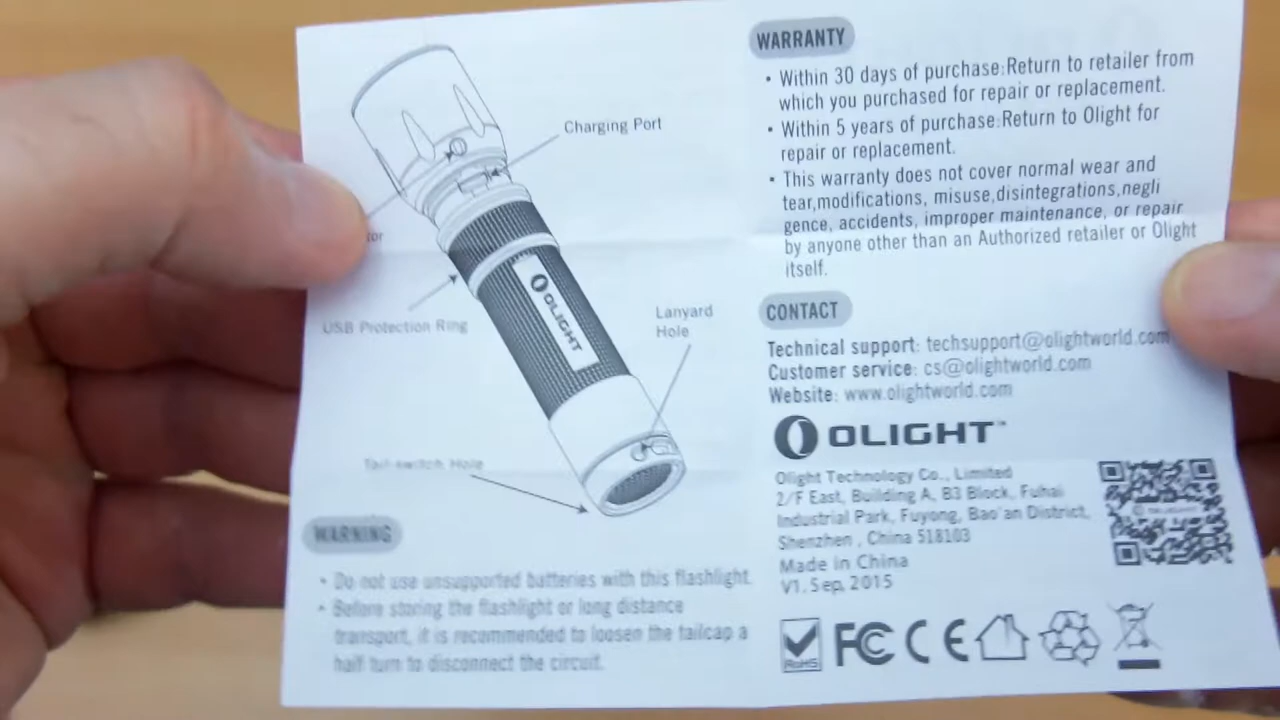 Charging Port
tor
USB Protection Ring
OLIGHT
Lanyard
Hole
Tail-switch Hole
WARNING
• Do not use unsupported batteries with this flashlight.
• Before storing the flashlight or long distance
transport, it is recommended to loosen the tailcap a
half turn to disconnect the circuit.
WARRANTY
• Within 30 days of purchase:Return to retailer from
which you purchased for repair or replacement.
• Within 5 years of purchase:Return to Olight for
repair or replacement.
• This warranty does not cover normal wear and
tear,modifications, misuse,disintegrations,negli
gence, accidents, improper maintenance, or repair
by anyone other than an Authorized retailer or Olight
itself.
CONTACT
Technical support: techsupport@olightworld.com
Customer service: cs@olightworld.com
Website: www.olightworld.com
OLIGHT™
Olight Technology Co., Limited
2/F East, Building A, B3 Block, Fuhai
Industrial Park, Fuyong, Bao'an District,
Shenzhen , China 518103
Made in China
V1. Sep, 2015
RoHS FC CE